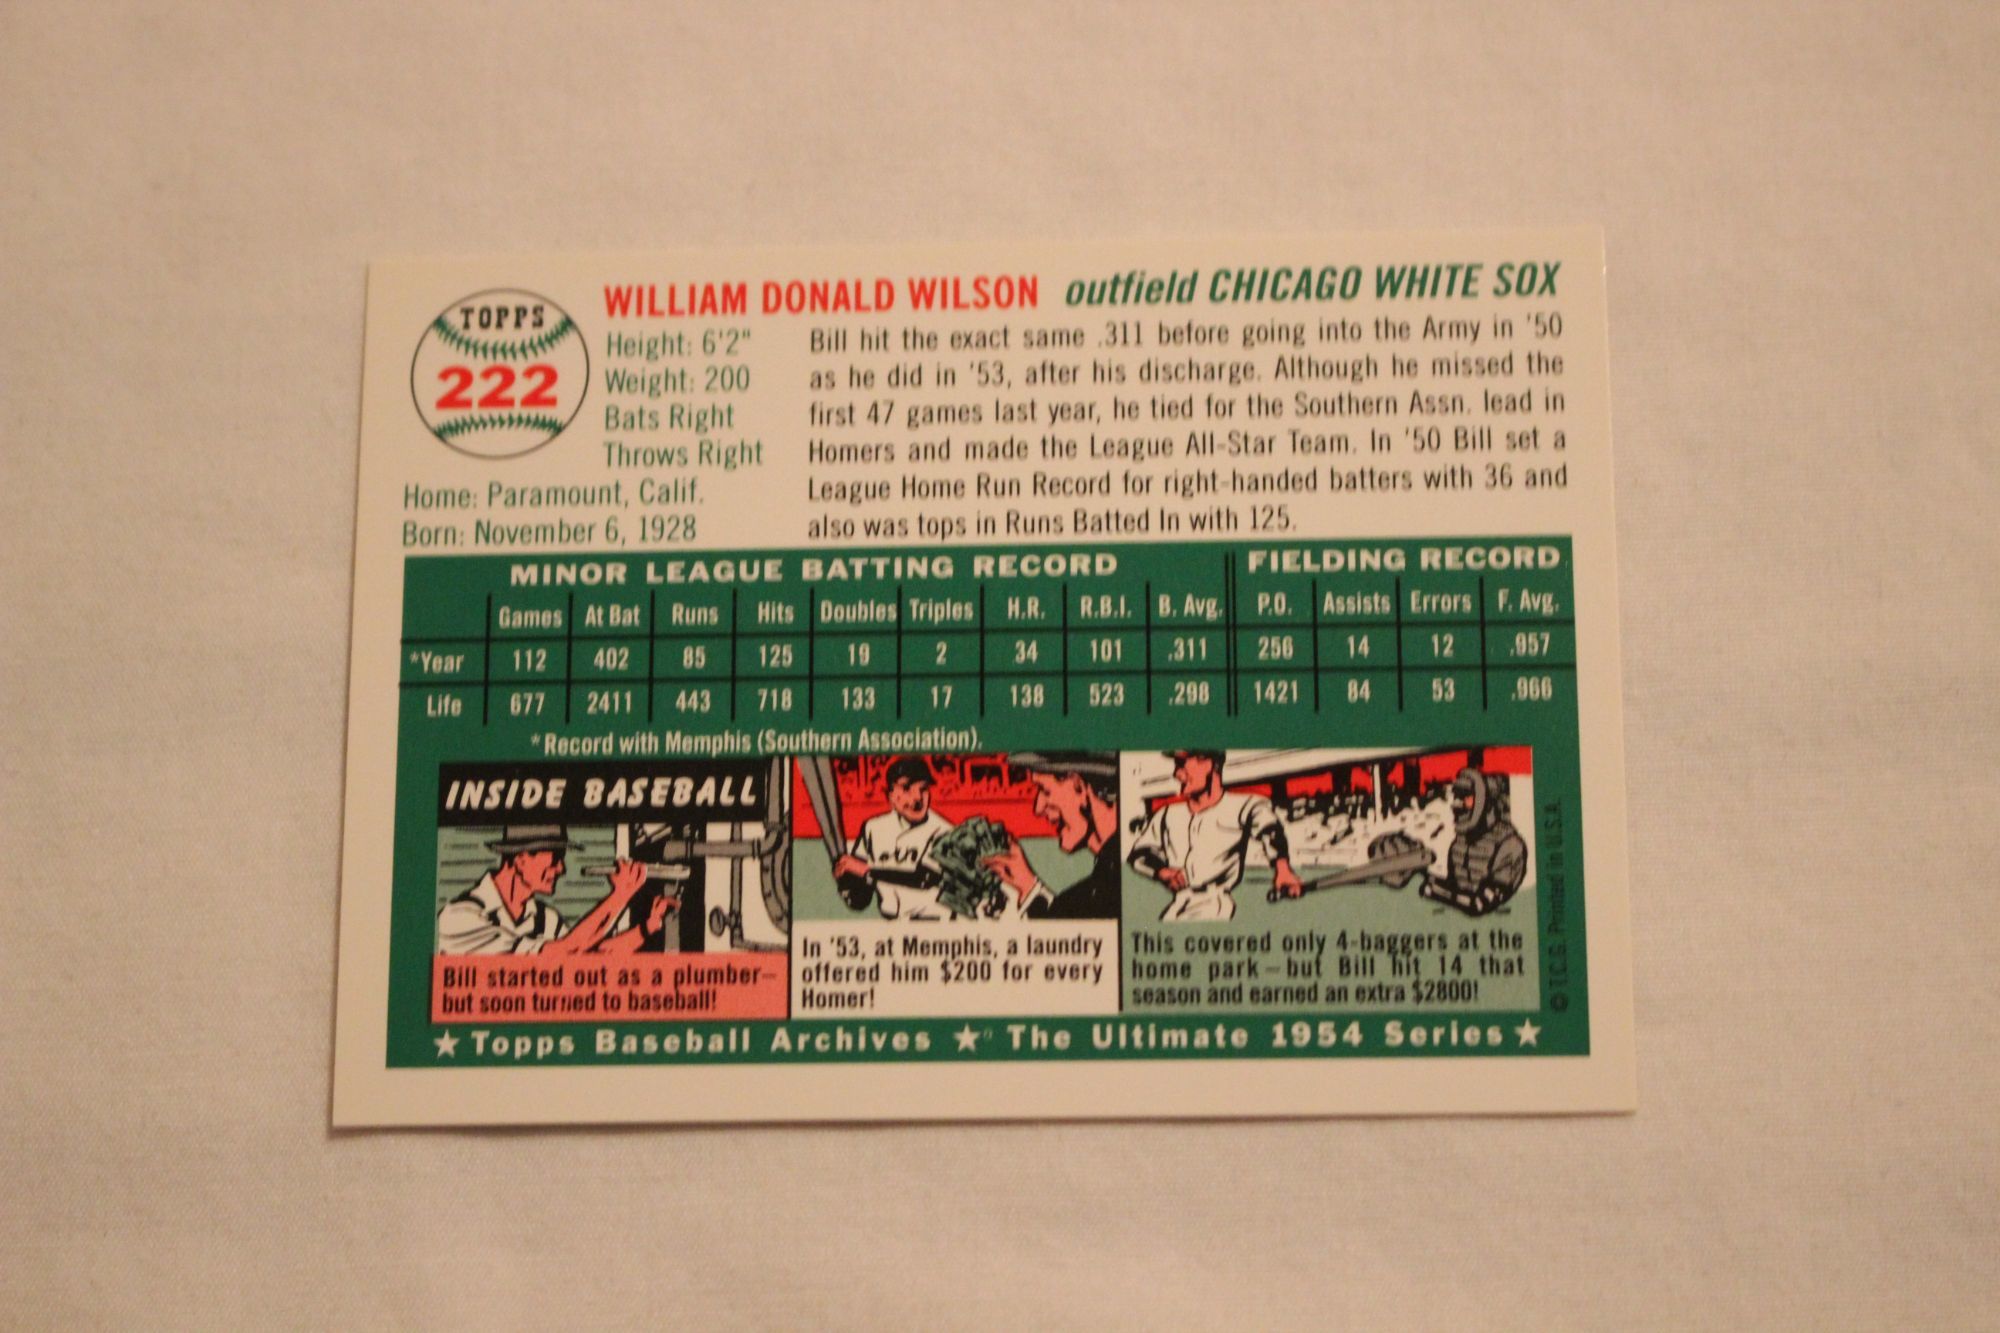 TOPPS
222
WILLIAM DONALD WILSON outfield CHICAGO WHITE SOX
Height: 6'2"
Weight: 200
Bats Right
Throws Right
Home: Paramount, Calif.
Born: November 6, 1928
Bill hit the exact same .311 before going into the Army in '50
as he did in '53, after his discharge. Although he missed the
first 47 games last year, he tied for the Southern Assn. lead in
Homers and made the League All-Star Team. In '50 Bill set a
League Home Run Record for right-handed batters with 36 and
also was tops in Runs Batted In with 125.
MINOR LEAGUE BATTING RECORD FIELDING RECORD
Games At Bat Runs Hits Doubles Triples H.R. R.B.I. B. Avg. P.O. Assists Errors F. Avg.
*Year 112 402 85 125 19 2 34 101 .311 256 14 12 .957
Life 677 2411 443 718 133 17 138 523 .298 1421 84 53 .966
*Record with Memphis (Southern Association).
INSIDE BASEBALL
Bill started out as a plumber—
but soon turned to baseball!
In '53, at Memphis, a laundry
offered him $200 for every
Homer!
This covered only 4-baggers at the
home park—but Bill hit 14 that
season and earned an extra $2800!
© T.C.G. Printed in U.S.A.
★ Topps Baseball Archives ★ The Ultimate 1954 Series ★